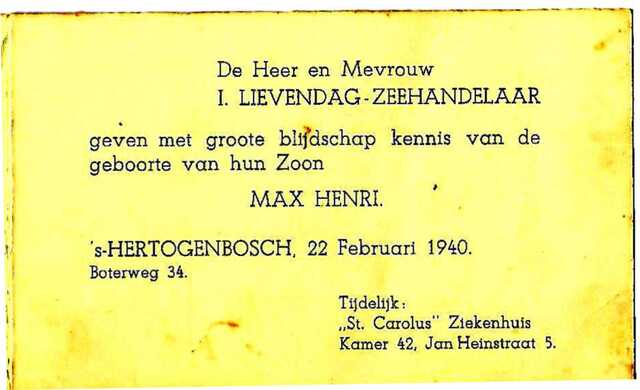 De Heer en Mevrouw
I. LIEVENDAG-ZEEHANDELAAR
geven met groote blijdschap kennis van de
geboorte van hun Zoon
MAX HENRI.
's-HERTOGENBOSCH, 22 Februari 1940.
Boterweg 34.
Tijdelijk:
„St. Carolus" Ziekenhuis
Kamer 42, Jan Heinstraat 5.